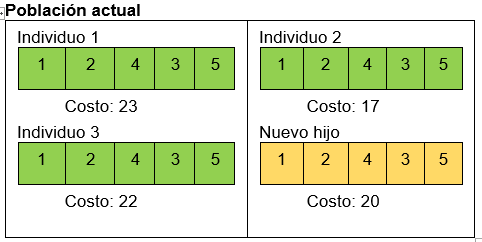 Población actual
Individuo 1
1 2 4 3 5
Costo: 23
Individuo 2
1 2 4 3 5
Costo: 17
Individuo 3
1 2 4 3 5
Costo: 22
Nuevo hijo
1 2 4 3 5
Costo: 20